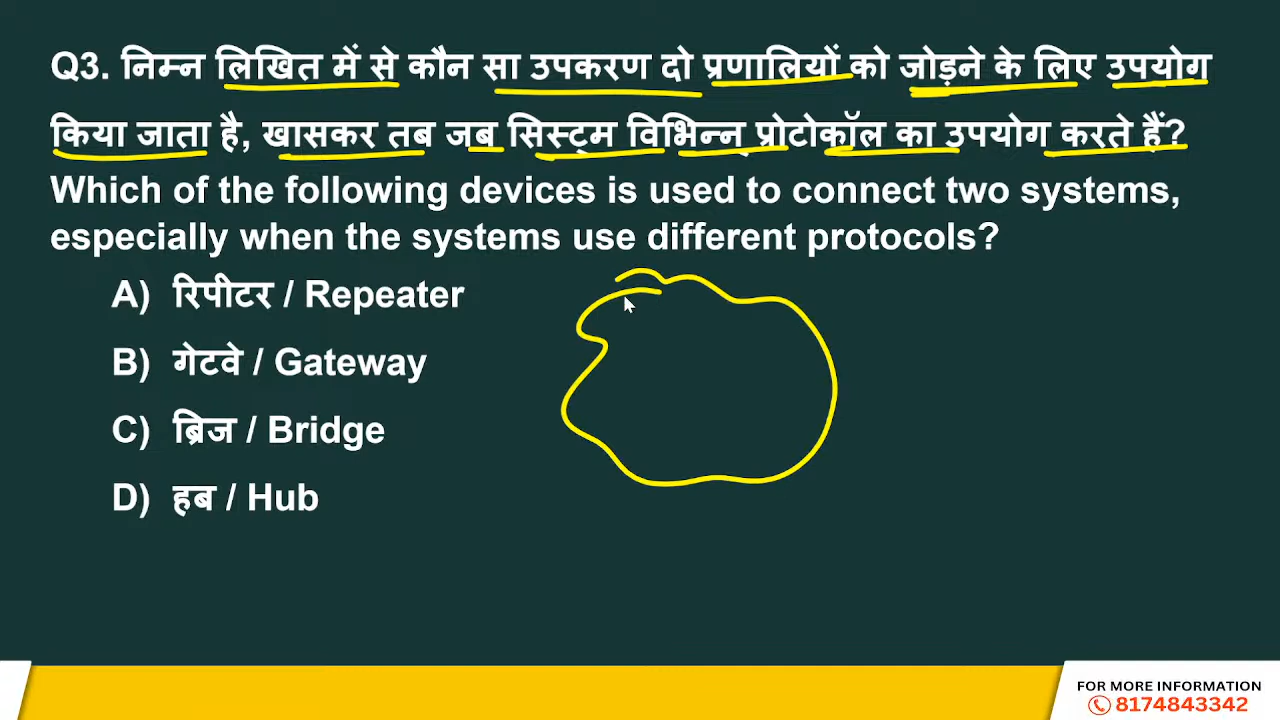 Q3. निम्न लिखित में से कौन सा उपकरण दो प्रणालियों को जोड़ने के लिए उपयोग
किया जाता है, खासकर तब जब सिस्ट्म विभिन्न् प्रोटोकॉल का उपयोग करते हैं?
Which of the following devices is used to connect two systems,
especially when the systems use different protocols?
A) रिपीटर / Repeater
B) गेटवे / Gateway
C) ब्रिज / Bridge
D) हब / Hub
FOR MORE INFORMATION
8174843342